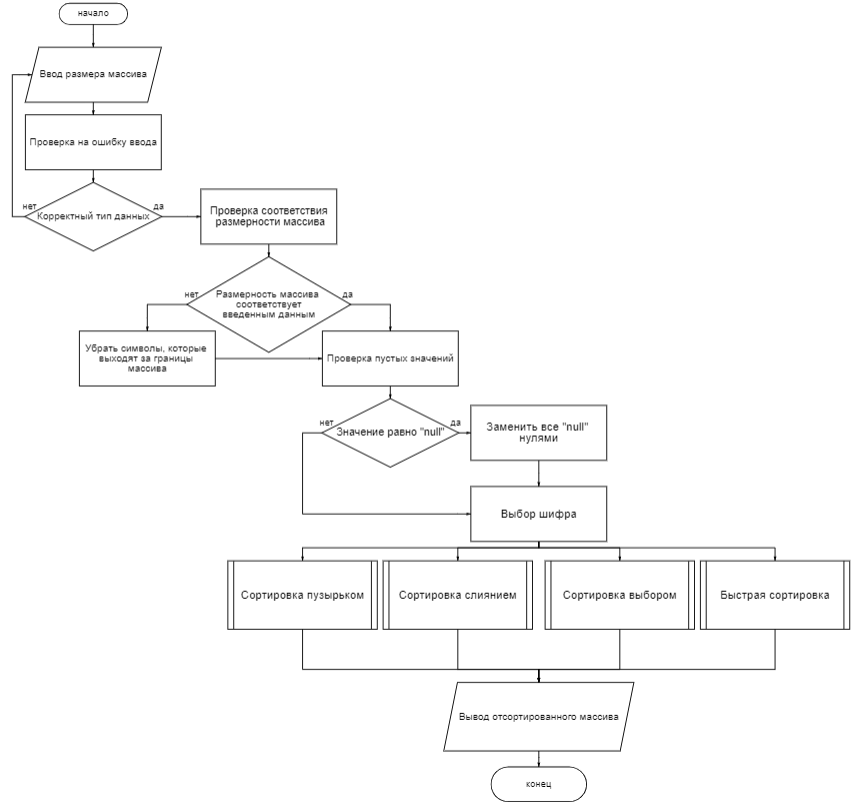 начало
Ввод размера массива
Проверка на ошибку ввода
нет
да
Корректный тип данных
Проверка соответствия
размерности массива
нет
да
Размерность массива
соответствует
введенным данным
Убрать символы, которые
выходят за границы
массива
Проверка пустых значений
нет
да
Значение равно "null"
Заменить все "null"
нулями
Выбор шифра
Сортировка пузырьком
Сортировка слиянием
Сортировка выбором
Быстрая сортировка
Вывод отсортированного массива
конец